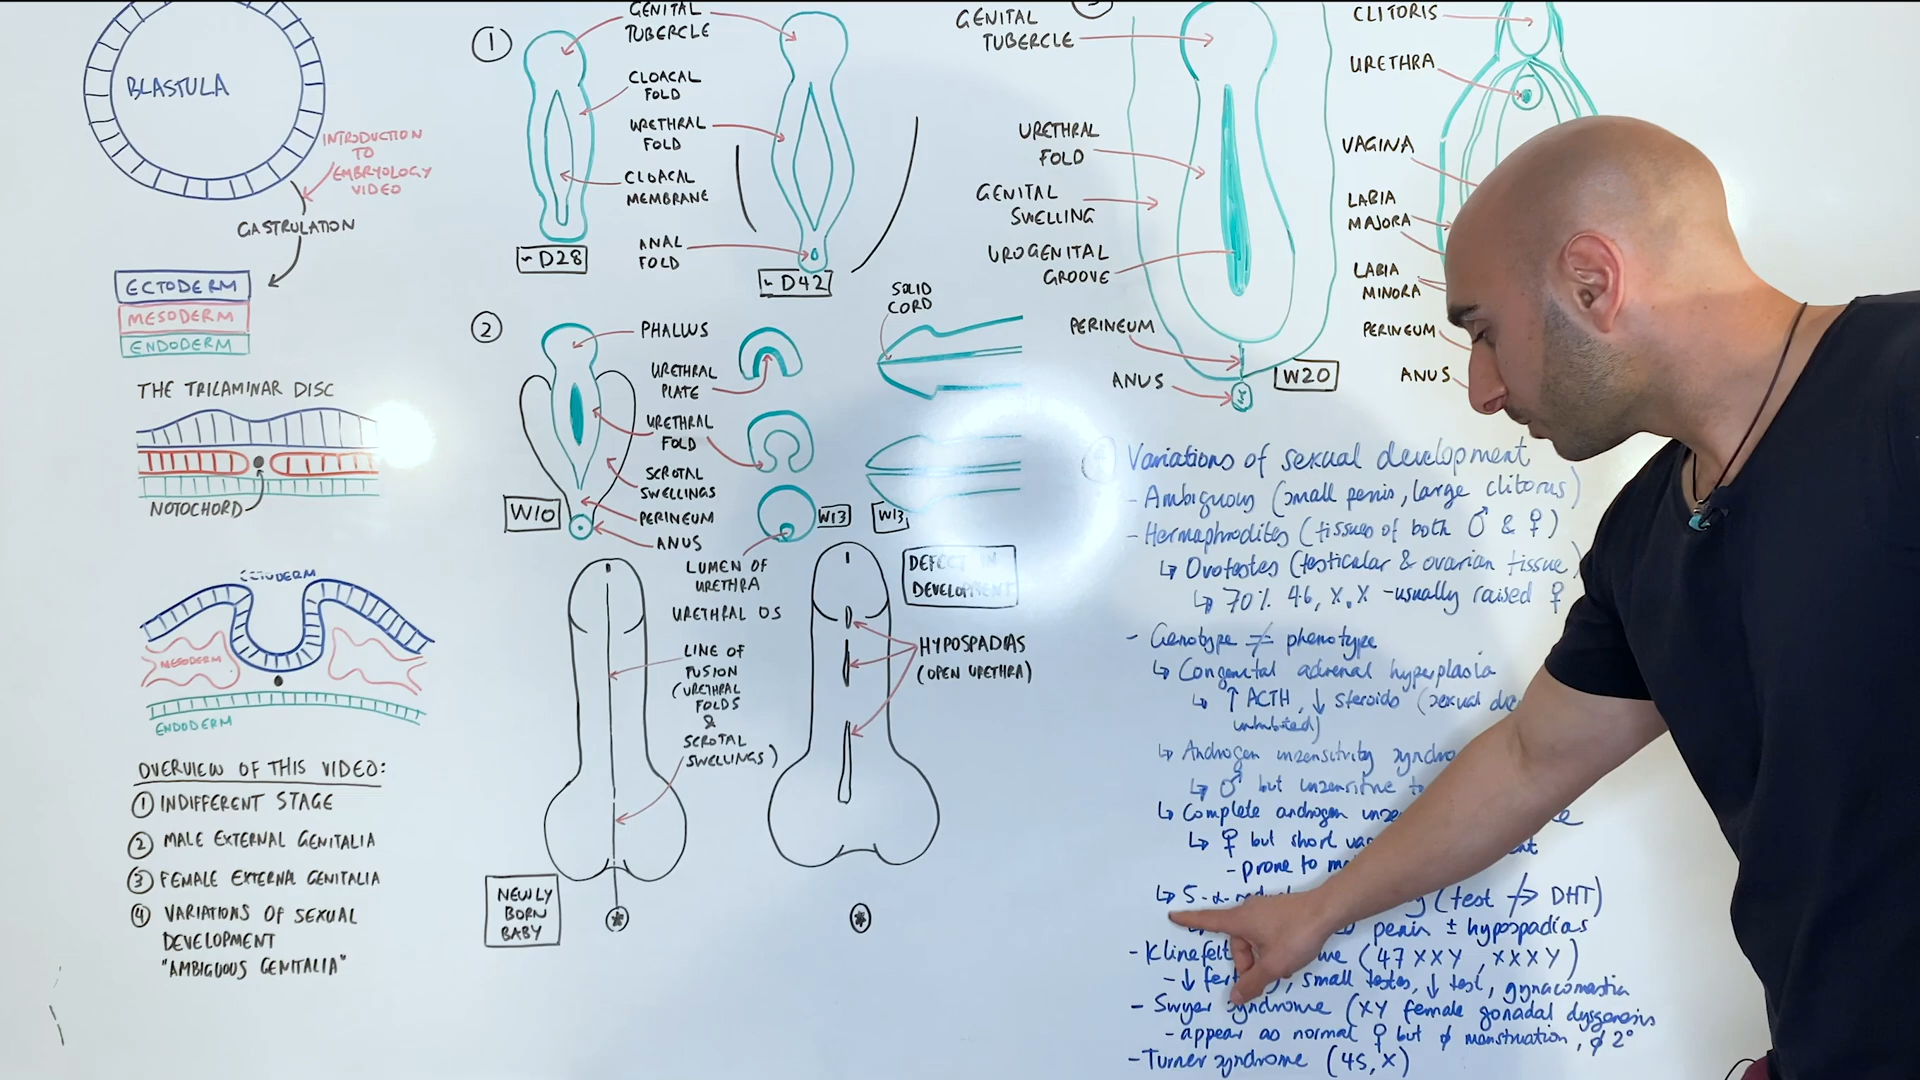 BLASTULA
INTRODUCTION
TO
EMBRYOLOGY
VIDEO
GASTRULATION
ECTODERM
MESODERM
ENDODERM
THE TRILAMINAR DISC
NOTOCHORD
ECTODERM
MESODERM
ENDODERM
OVERVIEW OF THIS VIDEO:
① INDIFFERENT STAGE
② MALE EXTERNAL GENITALIA
③ FEMALE EXTERNAL GENITALIA
④ VARIATIONS OF SEXUAL
DEVELOPMENT
"AMBIGUOUS GENITALIA"
①
GENITAL
TUBERCLE
CLOACAL
FOLD
URETHRAL
FOLD
CLOACAL
MEMBRANE
ANAL
FOLD
~D28
~D42
②
PHALLUS
URETHRAL
PLATE
URETHRAL
FOLD
SCROTAL
SWELLINGS
PERINEUM
ANUS
W10
SOLID
CORD
W13
W13
LUMEN OF
URETHRA
URETHRAL OS
LINE OF
FUSION
(URETHRAL
FOLDS
&
SCROTAL
SWELLINGS)
NEWLY
BORN
BABY
DEFECT IN
DEVELOPMENT
HYPOSPADIAS
(OPEN URETHRA)
GENITAL
TUBERCLE
URETHRAL
FOLD
GENITAL
SWELLING
UROGENITAL
GROOVE
PERINEUM
ANUS
W20
CLITORIS
URETHRA
VAGINA
LABIA
MAJORA
LABIA
MINORA
PERINEUM
ANUS
Variations of sexual development
- Ambiguous (small penis, large clitorus)
- Hermaphrodites (tissues of both ♂ & ♀)
↳ Ovotestes (testicular & ovarian tissue)
↳ 70% 46, X,X - usually raised ♀
- Genotype ≠ phenotype
↳ Congenital adrenal hyperplasia
↳ ↑ ACTH, ↓ steroids (sexual
↳ Androgen insensitivity
↳ ♂ but insensitive
↳ Complete androgen
↳ ♀ but short
- prone to
↳ 5-α- (test ↛ DHT)
penis ± hypospadias
- (47 XXY, XXXY)
- ↓ small testes, ↓ test, gynacomastia
- Swyer syndrome (XY female gonadal dysgenesis
- appear as normal ♀ but ∅ menstruation, ∅ 2°
- Turner syndrome (45, X)